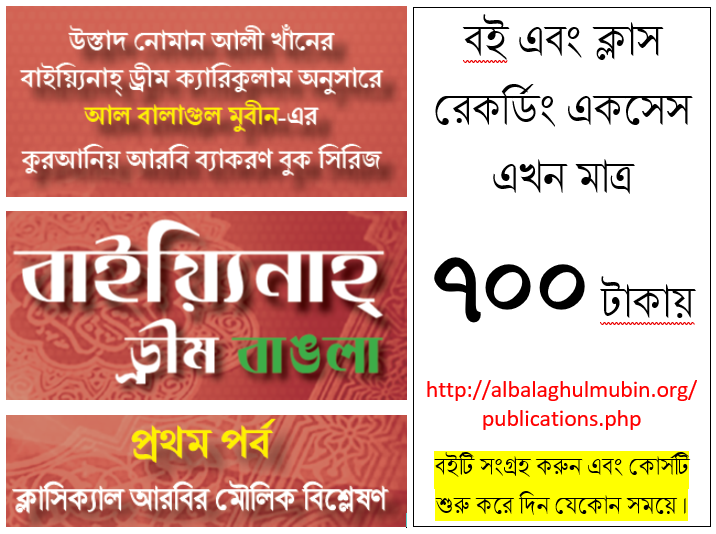 উস্তাদ নোমান আলী খাঁনের
বাইয়্যিনাহ্ ড্রীম ক্যারিকুলাম অনুসারে
আল বালাগুল মুবীন-এর
কুরআনিয় আরবি ব্যাকরণ বুক সিরিজ
বাইয়্যিনাহ্
ড্রীম বাঙলা
প্রথম পর্ব
ক্লাসিক্যাল আরবির মৌলিক বিশ্লেষণ
বই এবং ক্লাস
রেকর্ডিং একসেস
এখন মাত্র
৭০০ টাকায়
http://albalaghulmubin.org/
publications.php
বইটি সংগ্রহ করুন এবং কোর্সটি
শুরু করে দিন যেকোন সময়ে।